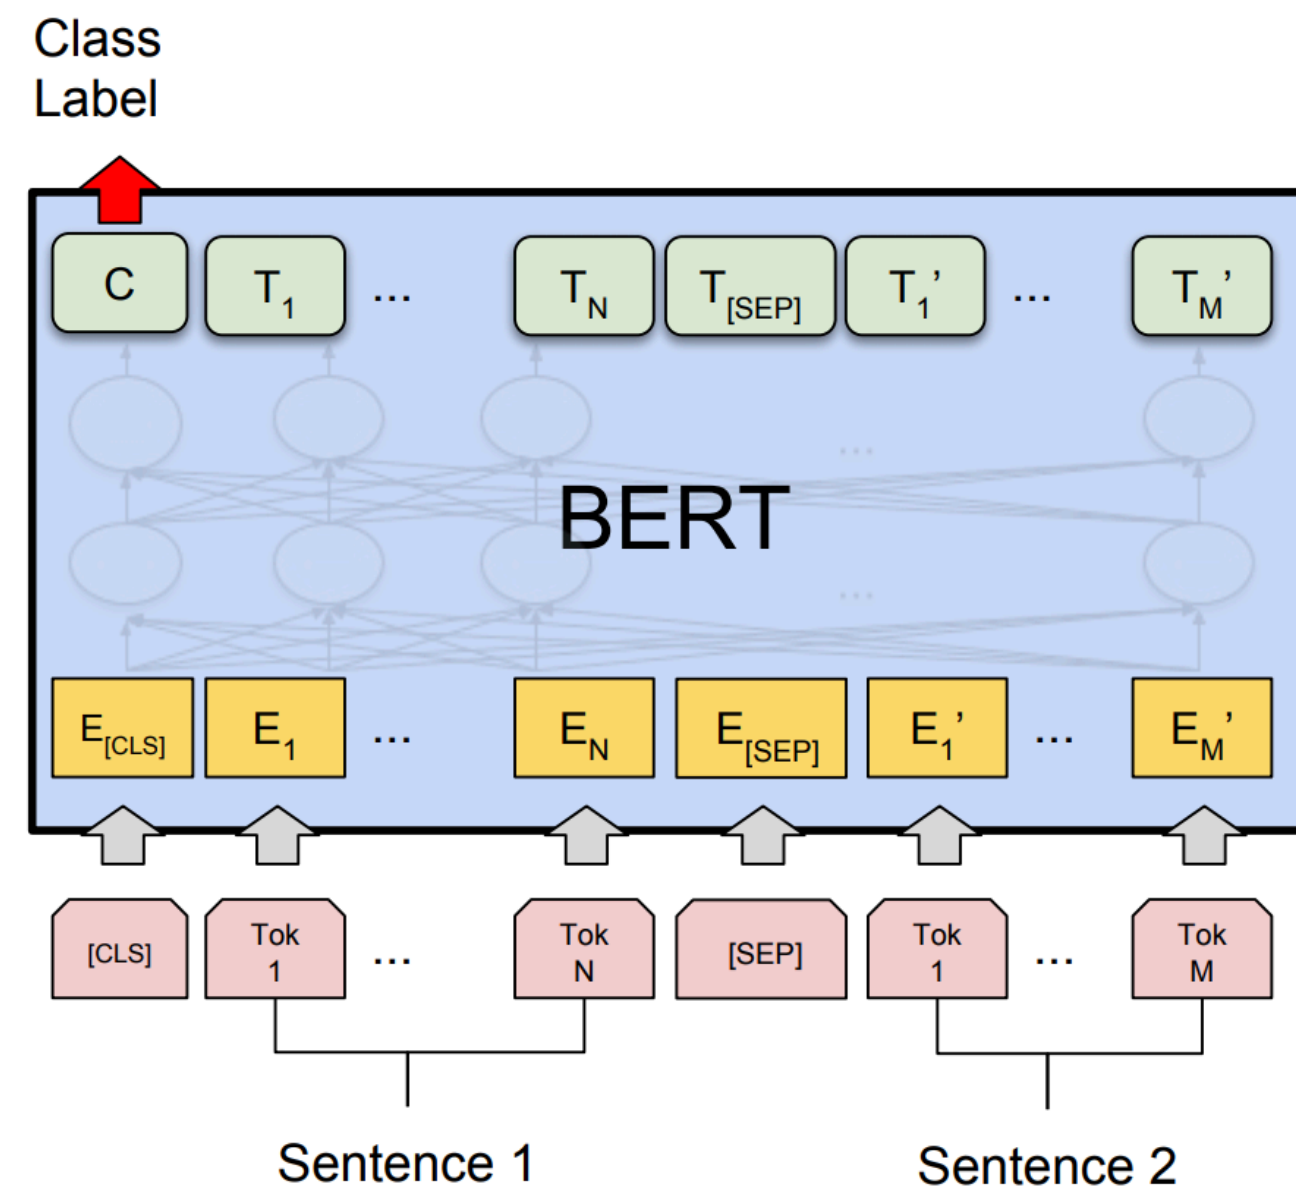 Class
Label
C T1 ... TN T[SEP] T1’ ... TM’
...
BERT
...
E[CLS] E1 ... EN E[SEP] E1’ ... EM’
[CLS] Tok 1 ... Tok N [SEP] Tok 1 ... Tok M
Sentence 1 Sentence 2